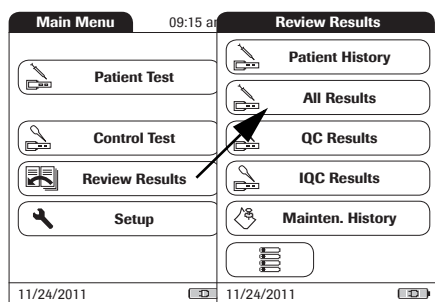 Main Menu
09:15 a
Patient Test
Control Test
Review Results
Setup
11/24/2011
Review Results
Patient History
All Results
QC Results
IQC Results
Mainten. History
11/24/2011